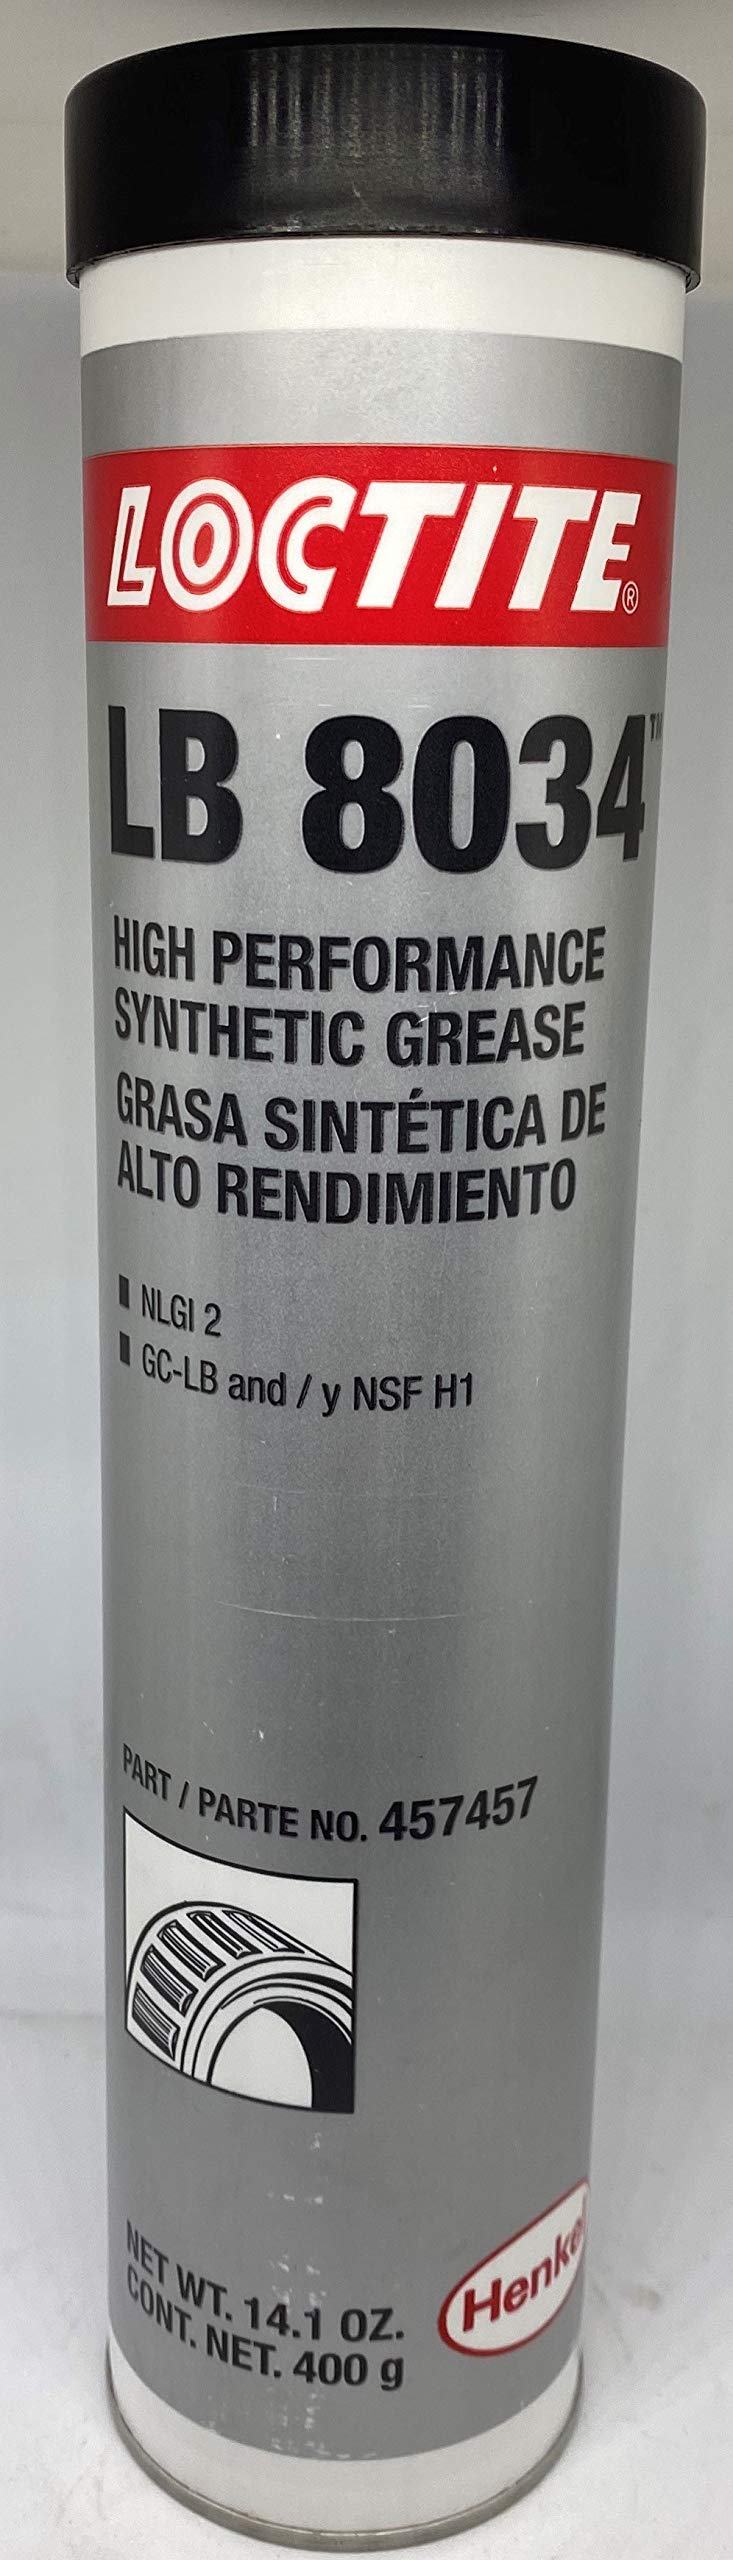 LOCTITE®
LB 8034™
HIGH PERFORMANCE
SYNTHETIC GREASE
GRASA SINTÉTICA DE
ALTO RENDIMIENTO
NLGI 2
GC-LB and / y NSF H1
PART / PARTE NO. 457457
NET WT. 14.1 OZ.
CONT. NET. 400 g
Henkel